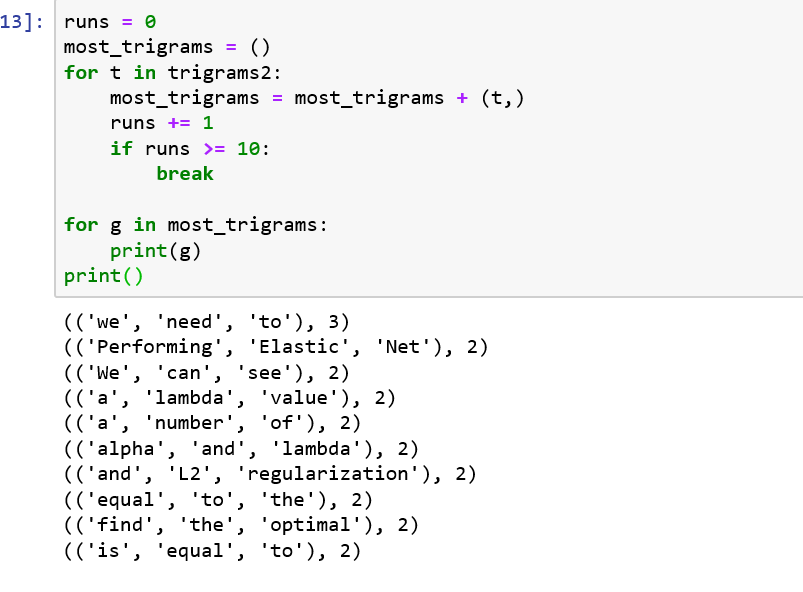 13]: runs = 0
most_trigrams = ()
for t in trigrams2:
    most_trigrams = most_trigrams + (t,)
    runs += 1
    if runs >= 10:
        break

for g in most_trigrams:
    print(g)
print()
(('we', 'need', 'to'), 3)
(('Performing', 'Elastic', 'Net'), 2)
(('We', 'can', 'see'), 2)
(('a', 'lambda', 'value'), 2)
(('a', 'number', 'of'), 2)
(('alpha', 'and', 'lambda'), 2)
(('and', 'L2', 'regularization'), 2)
(('equal', 'to', 'the'), 2)
(('find', 'the', 'optimal'), 2)
(('is', 'equal', 'to'), 2)